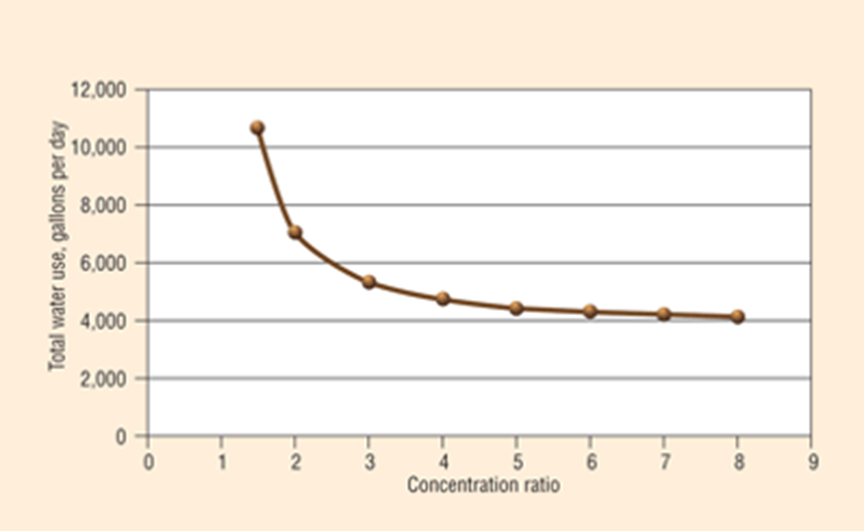 12,000
10,000
8,000
6,000
4,000
2,000
0
Total water use, gallons per day
0 1 2 3 4 5 6 7 8 9
Concentration ratio